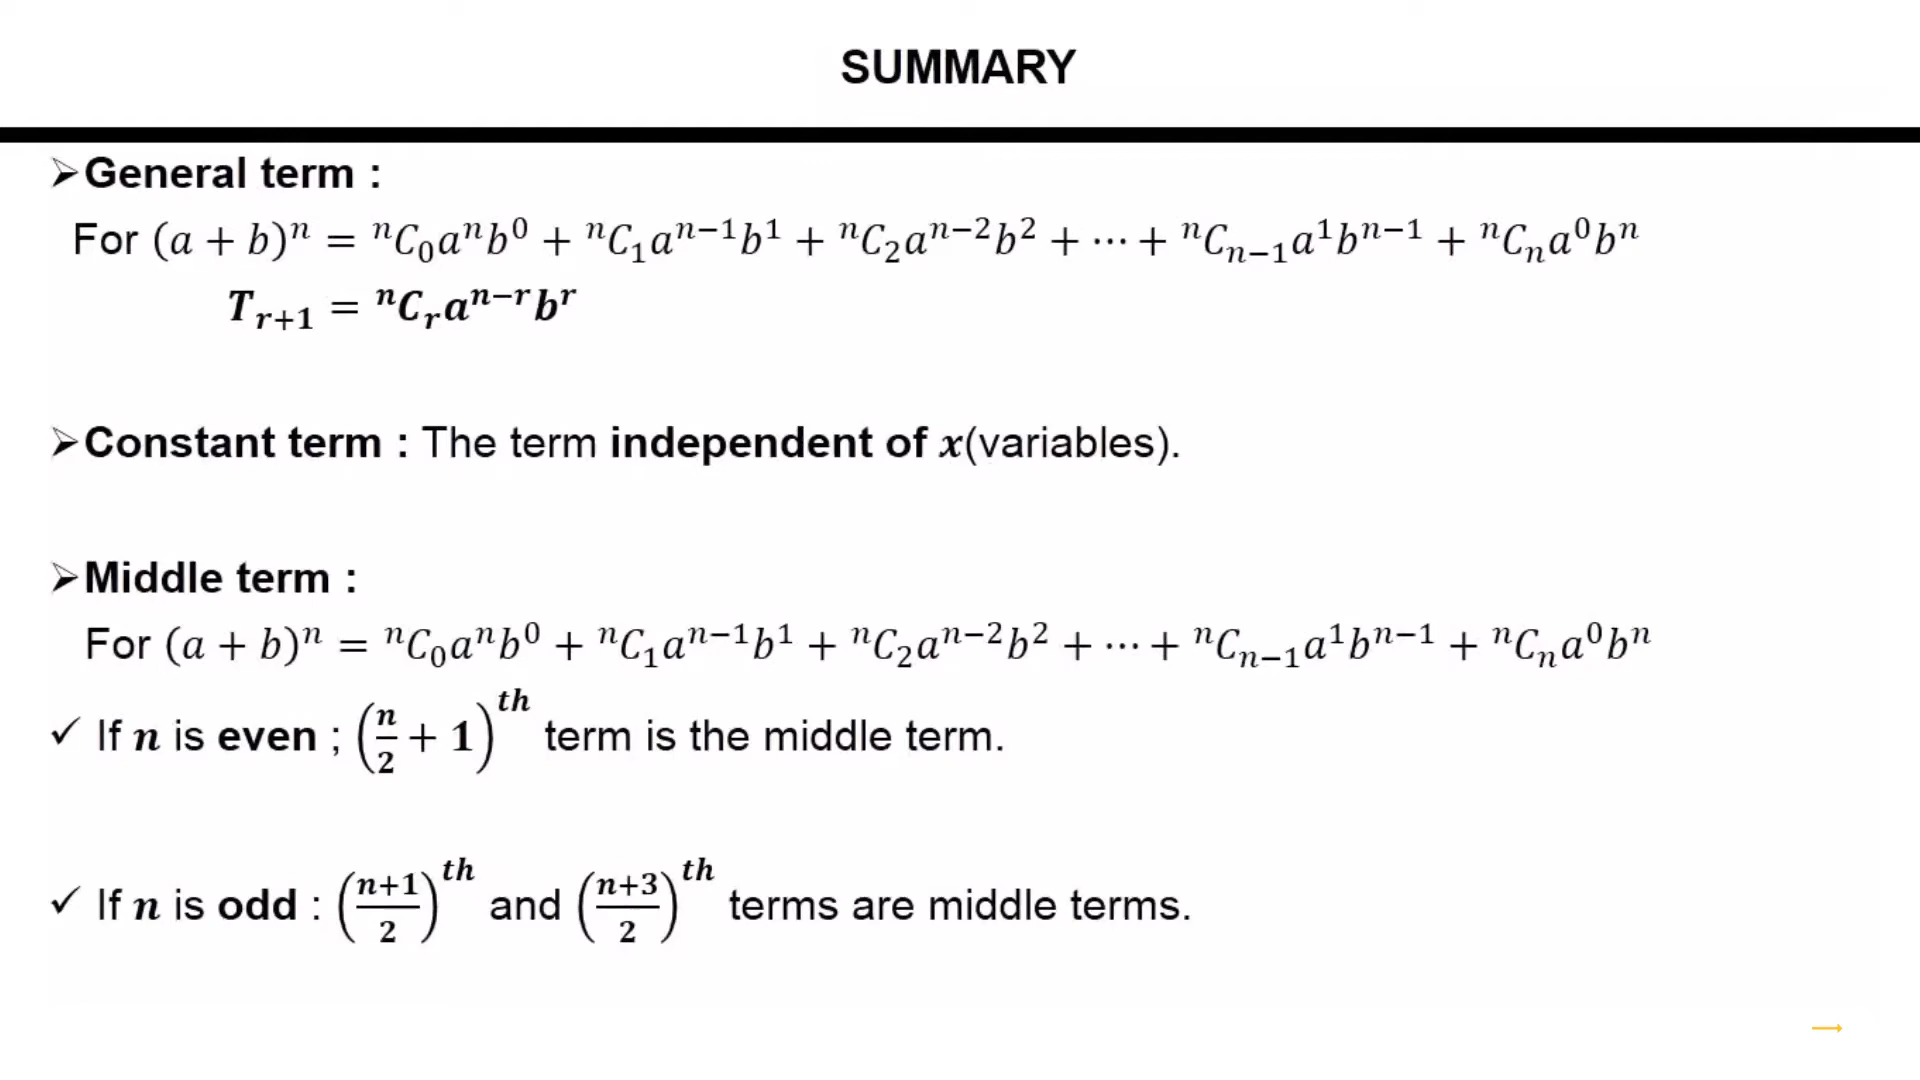 SUMMARY
➢General term :
For (a + b)ⁿ = ⁿC₀aⁿb⁰ + ⁿC₁aⁿ⁻¹b¹ + ⁿC₂aⁿ⁻²b² + ⋯ + ⁿCₙ₋₁a¹bⁿ⁻¹ + ⁿCₙa⁰bⁿ
Tᵣ₊₁ = ⁿCᵣaⁿ⁻ʳbʳ
➢Constant term : The term independent of x(variables).
➢Middle term :
For (a + b)ⁿ = ⁿC₀aⁿb⁰ + ⁿC₁aⁿ⁻¹b¹ + ⁿC₂aⁿ⁻²b² + ⋯ + ⁿCₙ₋₁a¹bⁿ⁻¹ + ⁿCₙa⁰bⁿ
✓ If n is even ; (n/2 + 1)ᵗʰ term is the middle term.
✓ If n is odd : ((n+1)/2)ᵗʰ and ((n+3)/2)ᵗʰ terms are middle terms.